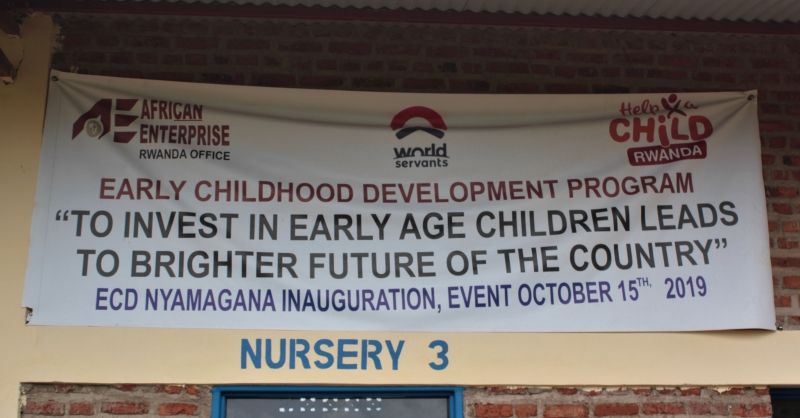 AFRICAN
ENTERPRISE
RWANDA OFFICE
world
servants
Help a
CHILD
RWANDA
EARLY CHILDHOOD DEVELOPMENT PROGRAM
“TO INVEST IN EARLY AGE CHILDREN LEADS
TO BRIGHTER FUTURE OF THE COUNTRY”
ECD NYAMAGANA INAUGURATION, EVENT OCTOBER 15TH, 2019
NURSERY 3